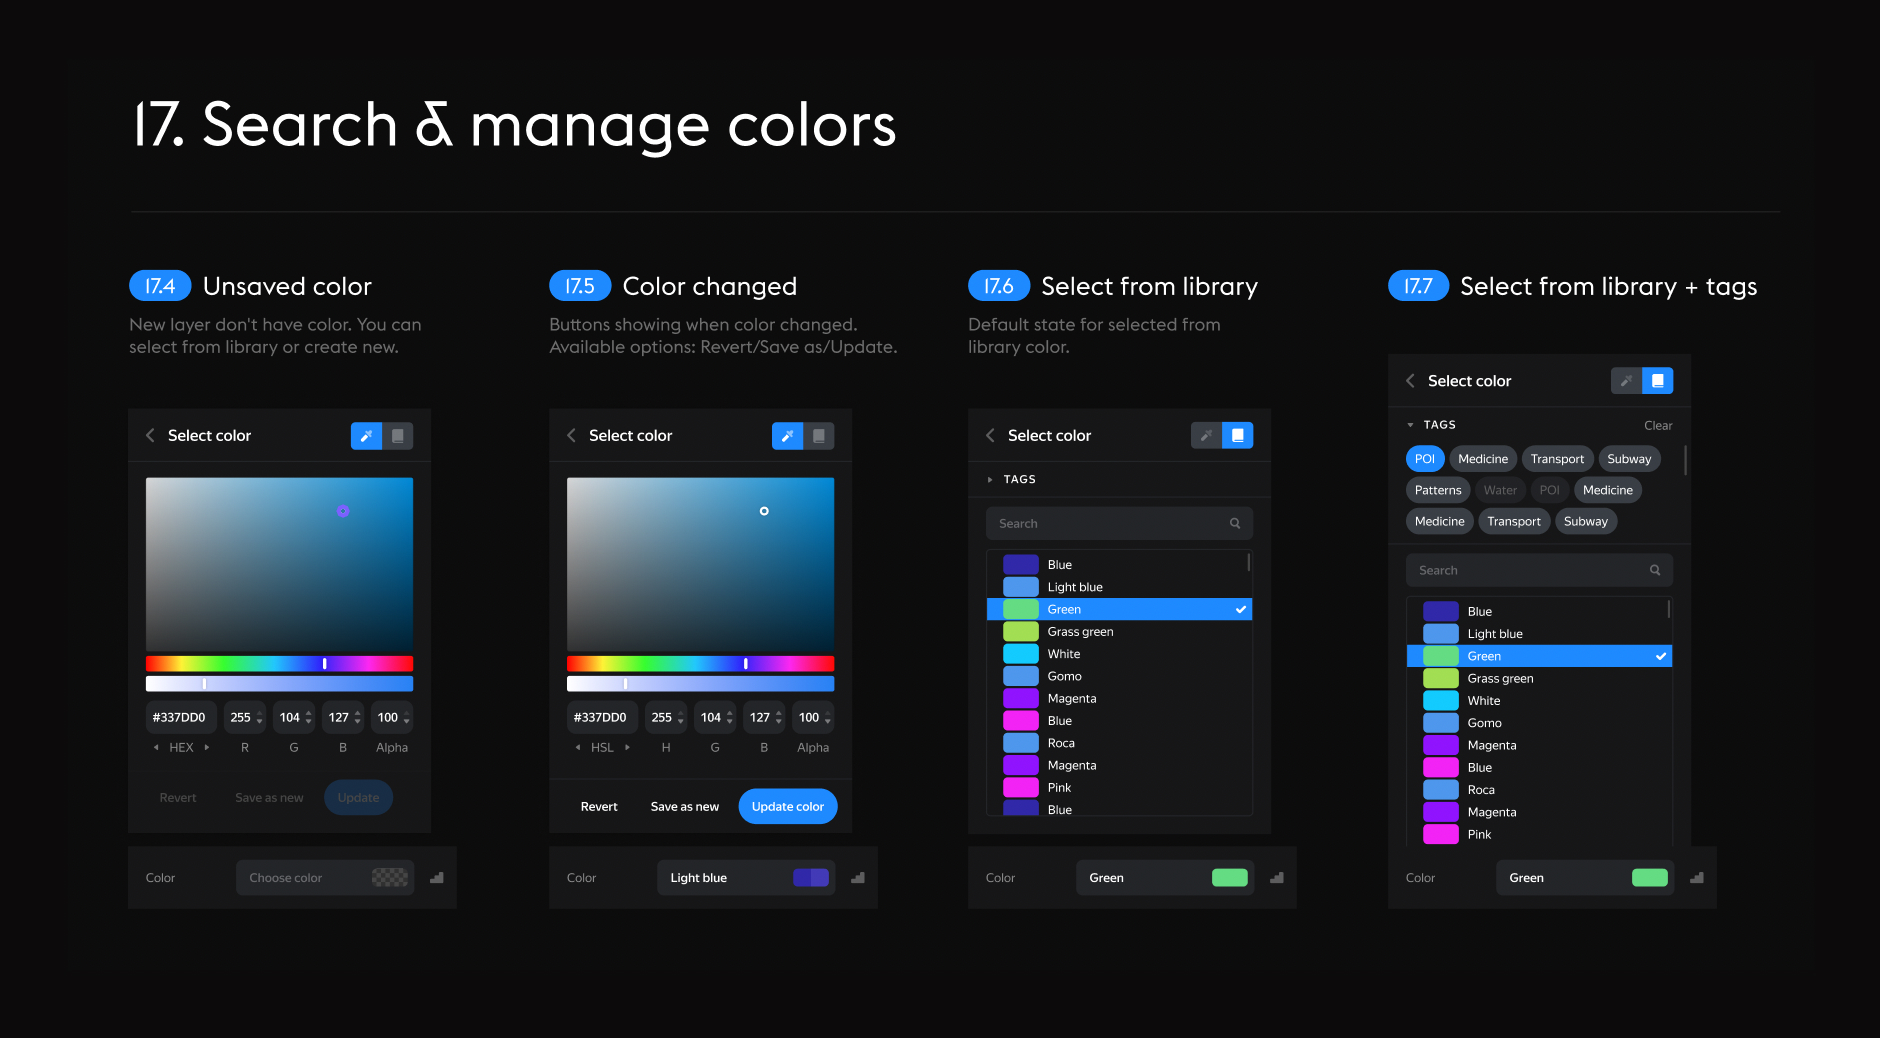 17. Search & manage colors
17.4 Unsaved color
New layer don't have color. You can
select from library or create new.
Select color
#337DD0 255 104 127 100
HEX R G B Alpha
Revert Save as new Update
Color Choose color
17.5 Color changed
Buttons showing when color changed.
Available options: Revert/Save as/Update.
Select color
#337DD0 255 104 127 100
HSL H G B Alpha
Revert Save as new Update color
Color Light blue
17.6 Select from library
Default state for selected from
library color.
Select color
TAGS
Search
Blue
Light blue
Green
Grass green
White
Gomo
Magenta
Blue
Roca
Magenta
Pink
Blue
Color Green
17.7 Select from library + tags
Select color
TAGS Clear
POI Medicine Transport Subway
Patterns Water POI Medicine
Medicine Transport Subway
Search
Blue
Light blue
Green
Grass green
White
Gomo
Magenta
Blue
Roca
Magenta
Pink
Color Green